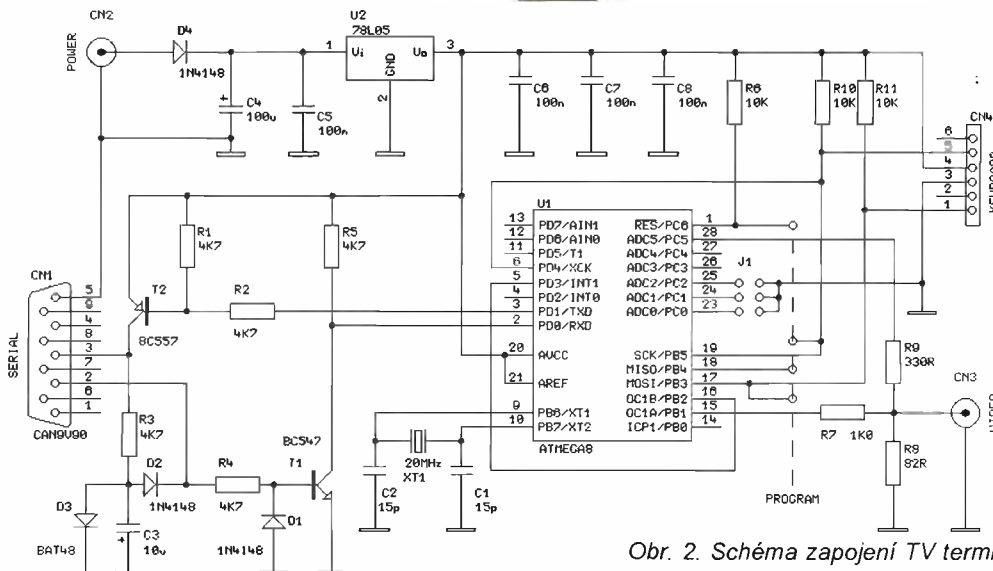 CN2
POWER
D4
1N4148
C4
100u
C5
100n
U2
78L05
Ui
Uo
GND
1
2
3
C6
100n
C7
100n
C8
100n
R6
10K
R10
10K
R11
10K
CN4
6
5
4
3
2
1
CN1
SERIAL
5
9
4
8
3
7
2
6
1
CAN9V90
T2
BC557
R1
4K7
R2
4K7
R5
4K7
R3
4K7
D2
1N4148
R4
4K7
BC547
T1
D3
BAT48
C3
10u
D1
1N4148
U1
13 PD7/AIN1
12 PD6/AIN0
11 PD5/T1
6 PD4/XCK
5 PD3/INT1
4 PD2/INT0
3 PD1/TXD
2 PD0/RXD
20 AVCC
21 AREF
9 PB6/XT1
10 PB7/XT2
RES/PC6 1
ADC5/PC5 28
ADC4/PC4 27
ADC3/PC3 26
ADC2/PC2 25
ADC1/PC1 24
ADC0/PC0 23
SCK/PB5 19
MISO/PB4 18
MOSI/PB3 17
OC1B/PB2 16
OC1A/PB1 15
ICP1/PB0 14
ATMEGA8
J1
20MHz
XT1
C2
15p
C1
15p
R7 1K0
R9
330R
R8
82R
CN3
PROGRAM
Obr. 2. Schéma zapojení TV term